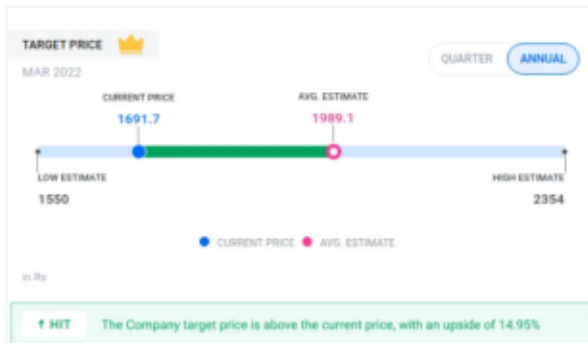 TARGET PRICE
MAR 2022
QUARTER ANNUAL
CURRENT PRICE AVG. ESTIMATE
1691.7 1989.1
LOW ESTIMATE HIGH ESTIMATE
1550 2354
CURRENT PRICE AVG. ESTIMATE
in Rs
↑ HIT The Company target price is above the current price, with an upside of 14.95%